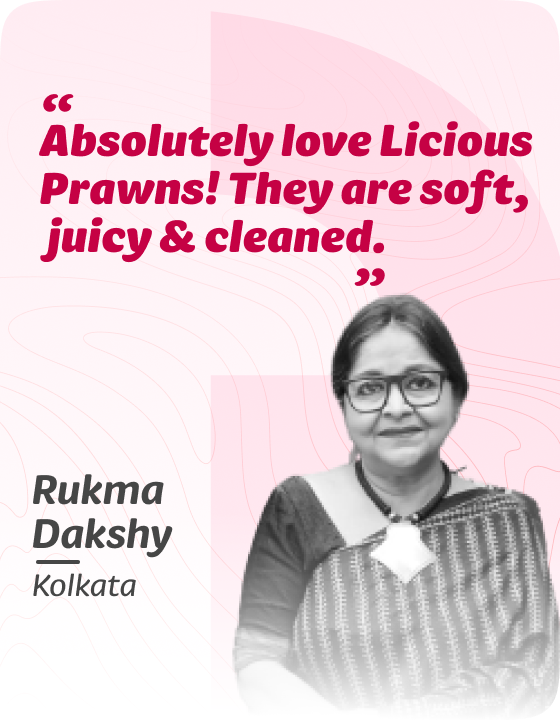 “
Absolutely love Licious
Prawns! They are soft,
juicy & cleaned.
”
Rukma
Dakshy
Kolkata